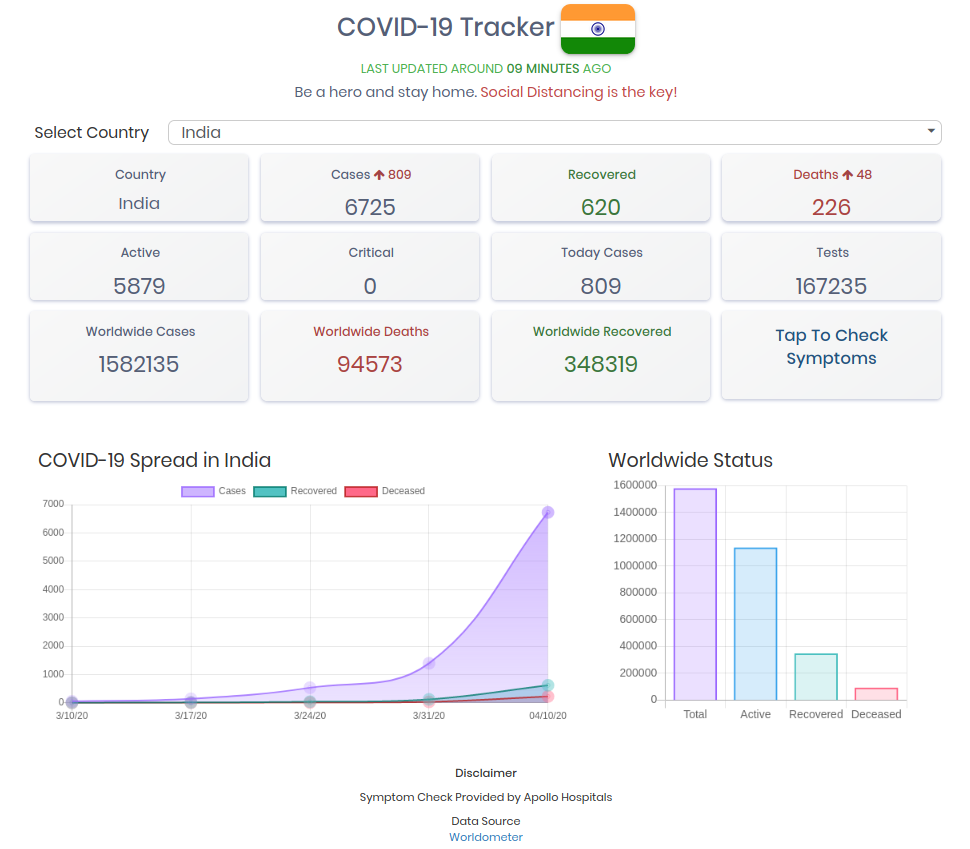 COVID-19 Tracker
LAST UPDATED AROUND 09 MINUTES AGO
Be a hero and stay home. Social Distancing is the key!
Select Country India
Country
India
Cases ↑ 809
6725
Recovered
620
Deaths ↑ 48
226
Active
5879
Critical
0
Today Cases
809
Tests
167235
Worldwide Cases
1582135
Worldwide Deaths
94573
Worldwide Recovered
348319
Tap To Check
Symptoms
COVID-19 Spread in India
Cases Recovered Deceased
7000
6000
5000
4000
3000
2000
1000
0
3/10/20 3/17/20 3/24/20 3/31/20 04/10/20
Worldwide Status
1600000
1400000
1200000
1000000
800000
600000
400000
200000
0
Total Active Recovered Deceased
Disclaimer
Symptom Check Provided by Apollo Hospitals
Data Source
Worldometer